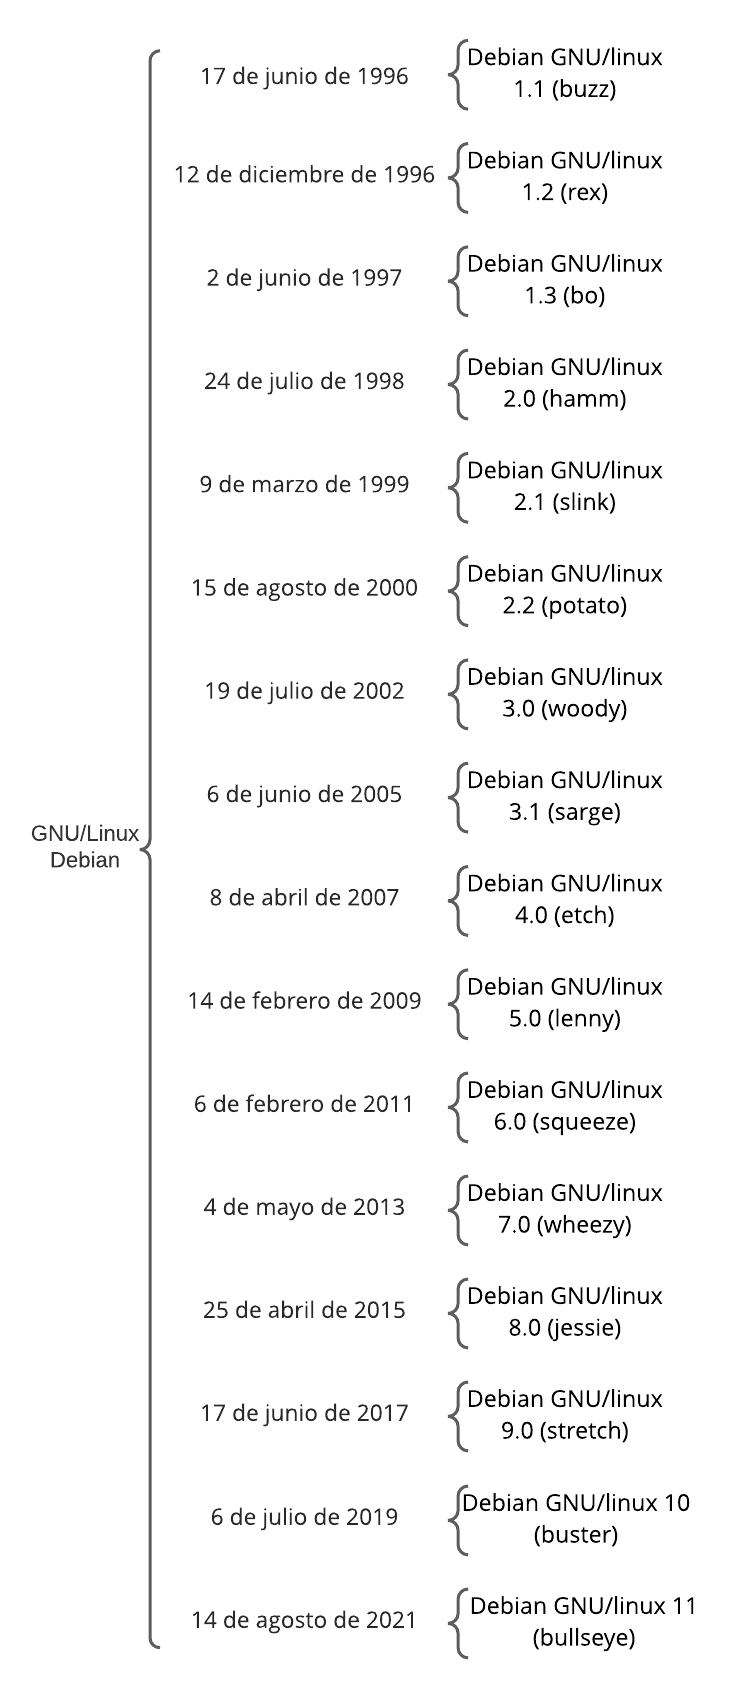 GNU/Linux
Debian
17 de junio de 1996
Debian GNU/linux
1.1 (buzz)
12 de diciembre de 1996
Debian GNU/linux
1.2 (rex)
2 de junio de 1997
Debian GNU/linux
1.3 (bo)
24 de julio de 1998
Debian GNU/linux
2.0 (hamm)
9 de marzo de 1999
Debian GNU/linux
2.1 (slink)
15 de agosto de 2000
Debian GNU/linux
2.2 (potato)
19 de julio de 2002
Debian GNU/linux
3.0 (woody)
6 de junio de 2005
Debian GNU/linux
3.1 (sarge)
8 de abril de 2007
Debian GNU/linux
4.0 (etch)
14 de febrero de 2009
Debian GNU/linux
5.0 (lenny)
6 de febrero de 2011
Debian GNU/linux
6.0 (squeeze)
4 de mayo de 2013
Debian GNU/linux
7.0 (wheezy)
25 de abril de 2015
Debian GNU/linux
8.0 (jessie)
17 de junio de 2017
Debian GNU/linux
9.0 (stretch)
6 de julio de 2019
Debian GNU/linux 10
(buster)
14 de agosto de 2021
Debian GNU/linux 11
(bullseye)